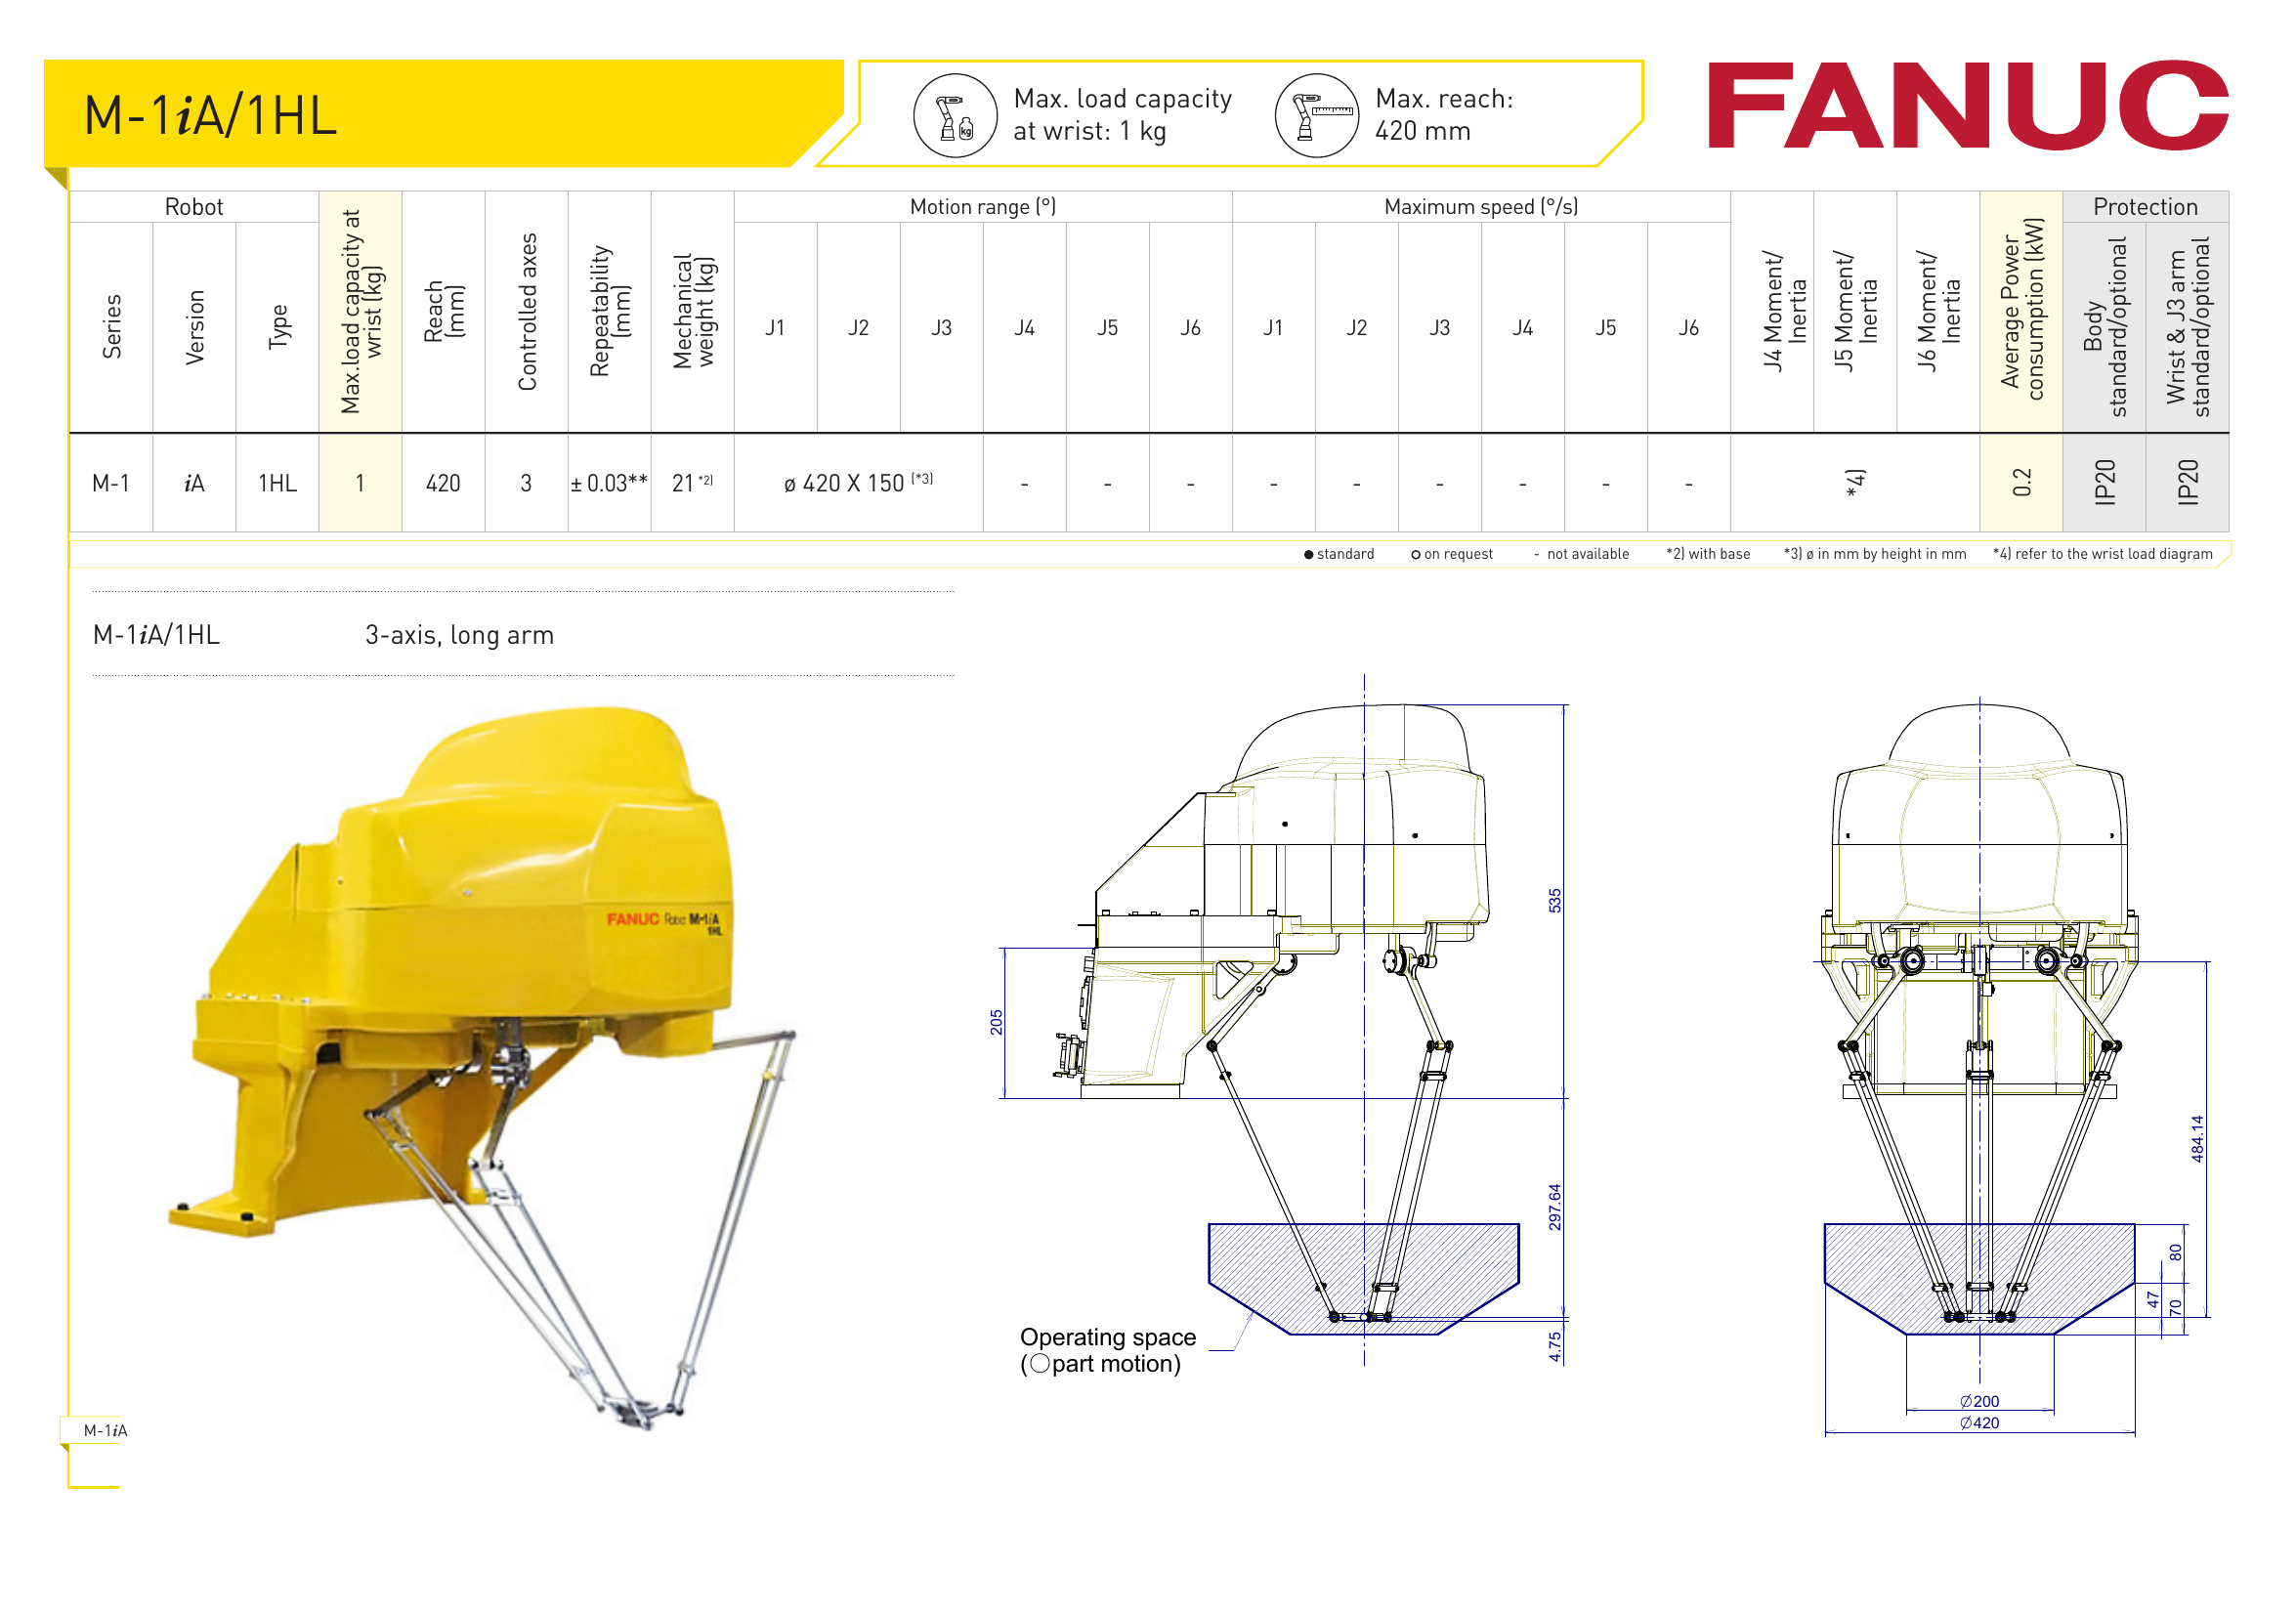 M-1iA/1HL
Max. load capacity
at wrist: 1 kg
kg
Max. reach:
420 mm
FANUC
Robot
Motion range (°)
Maximum speed (°/s)
Protection
Series
Version
Type
Max.load capacity at
wrist (kg)
Reach
(mm)
Controlled axes
Repeatability
(mm)
Mechanical
weight (kg)
J1
J2
J3
J4
J5
J6
J1
J2
J3
J4
J5
J6
J4 Moment/
Inertia
J5 Moment/
Inertia
J6 Moment/
Inertia
Average Power
consumption (kW)
Body
standard/optional
Wrist & J3 arm
standard/optional
M-1 iA 1HL 1 420 3 ± 0.03** 21 *2) ø 420 X 150 (*3) - - - - - - - - - *4) 0.2 IP20 IP20
● standard ○ on request - not available *2) with base *3) ø in mm by height in mm *4) refer to the wrist load diagram
M-1iA/1HL 3-axis, long arm
FANUC Robot M-1iA
1HL
535
205
297.64
4.75
Operating space
(○part motion)
484.14
80
47
70
Ø200
Ø420
M-1iA